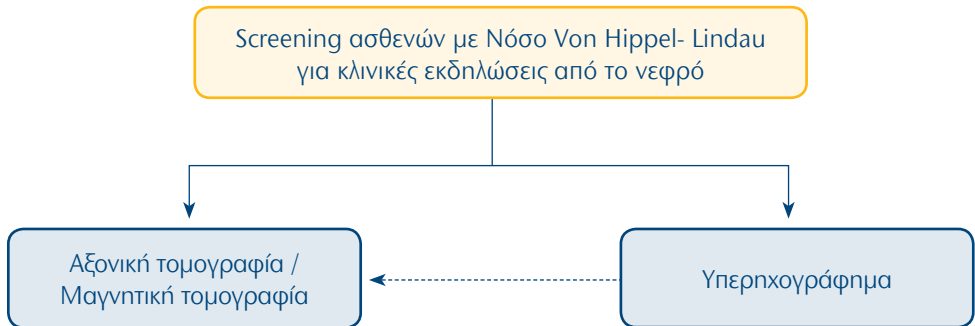 Screening ασθενών με Νόσο Von Hippel- Lindau
για κλινικές εκδηλώσεις από το νεφρό
Αξονική τομογραφία /
Μαγνητική τομογραφία
Υπερηχογράφημα